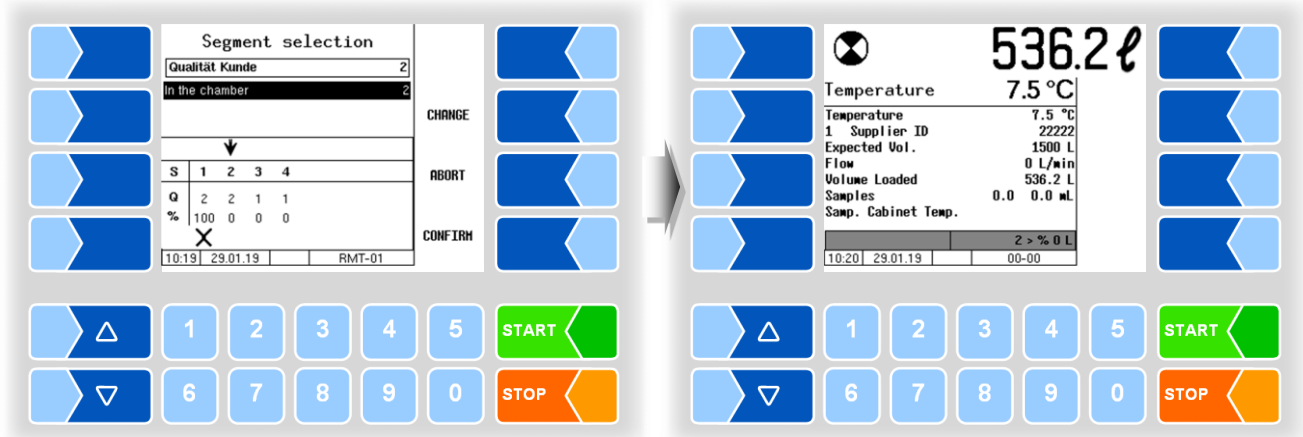 Segment selection
Qualität Kunde 2
In the chamber 2
CHANGE
S 1 2 3 4
ABORT
Q 2 2 1 1
% 100 0 0 0
CONFIRM
10:19 29.01.19 RMT-01
1 2 3 4 5 START
6 7 8 9 0 STOP
536.2 ℓ
Temperature 7.5 °C
Temperature 7.5 °C
1 Supplier ID 22222
Expected Vol. 1500 L
Flow 0 L/min
Volume Loaded 536.2 L
Samples 0.0 0.0 mL
Samp. Cabinet Temp.
2 > % 0 L
10:20 29.01.19 00-00
1 2 3 4 5 START
6 7 8 9 0 STOP